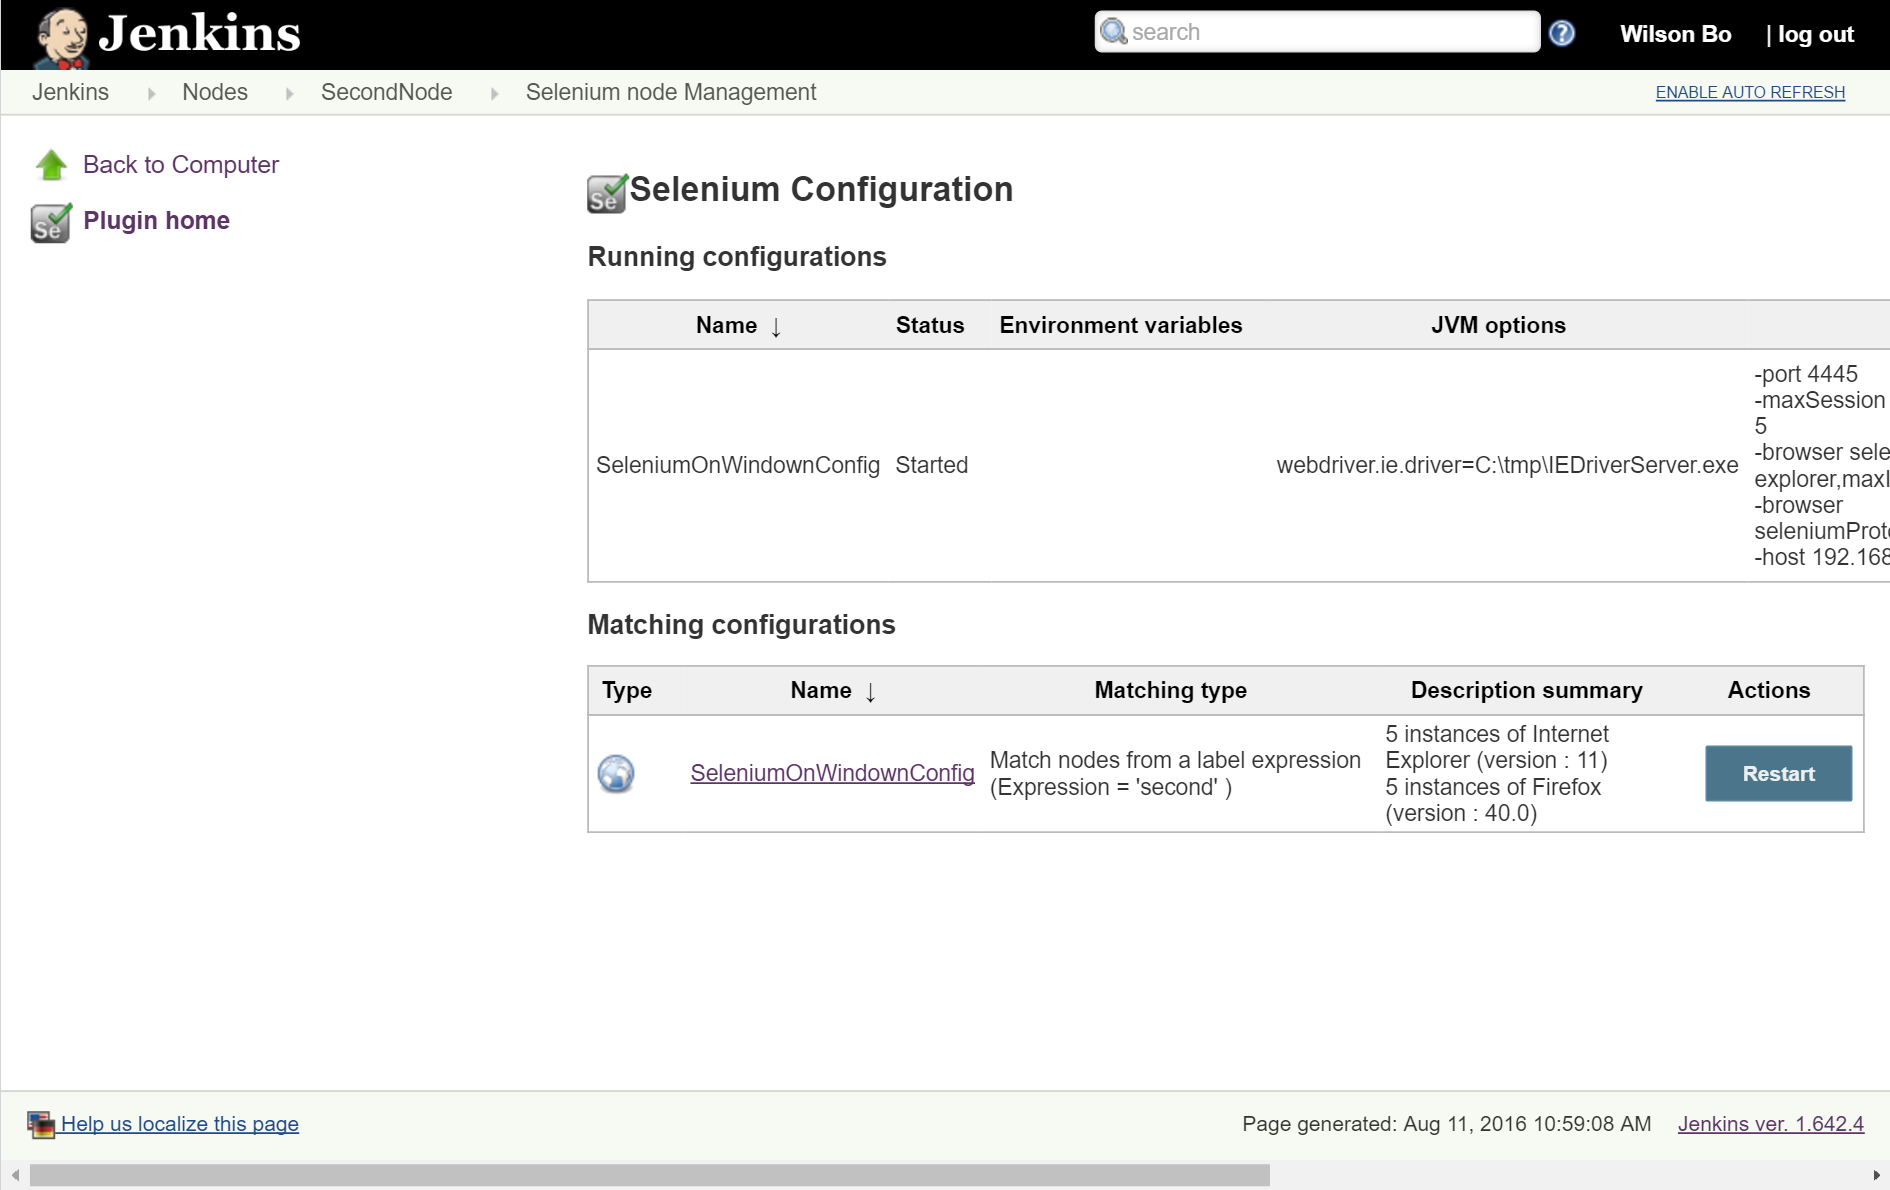 Jenkins
search
Wilson Bo
| log out
Jenkins
Nodes
SecondNode
Selenium node Management
ENABLE AUTO REFRESH
Back to Computer
Se
Plugin home
Se
Selenium Configuration
Running configurations
Name ↓
Status
Environment variables
JVM options
SeleniumOnWindownConfig
Started
webdriver.ie.driver=C:\tmp\IEDriverServer.exe
-port 4445
-maxSession
5
-browser sele
explorer,maxI
-browser
seleniumProto
-host 192.168
Matching configurations
Type
Name ↓
Matching type
Description summary
Actions
SeleniumOnWindownConfig
Match nodes from a label expression
(Expression = 'second' )
5 instances of Internet
Explorer (version : 11)
5 instances of Firefox
(version : 40.0)
Restart
Help us localize this page
Page generated: Aug 11, 2016 10:59:08 AM
Jenkins ver. 1.642.4